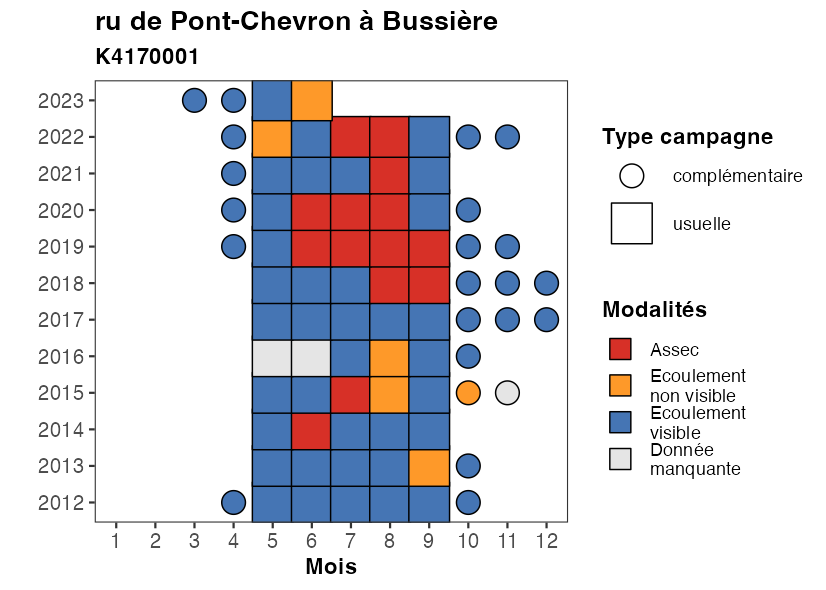 ru de Pont-Chevron à Bussière
K4170001
2023
2022
2021
2020
2019
2018
2017
2016
2015
2014
2013
2012
1 2 3 4 5 6 7 8 9 10 11 12
Mois
Type campagne
complémentaire
usuelle
Modalités
Assec
Ecoulement
non visible
Ecoulement
visible
Donnée
manquante